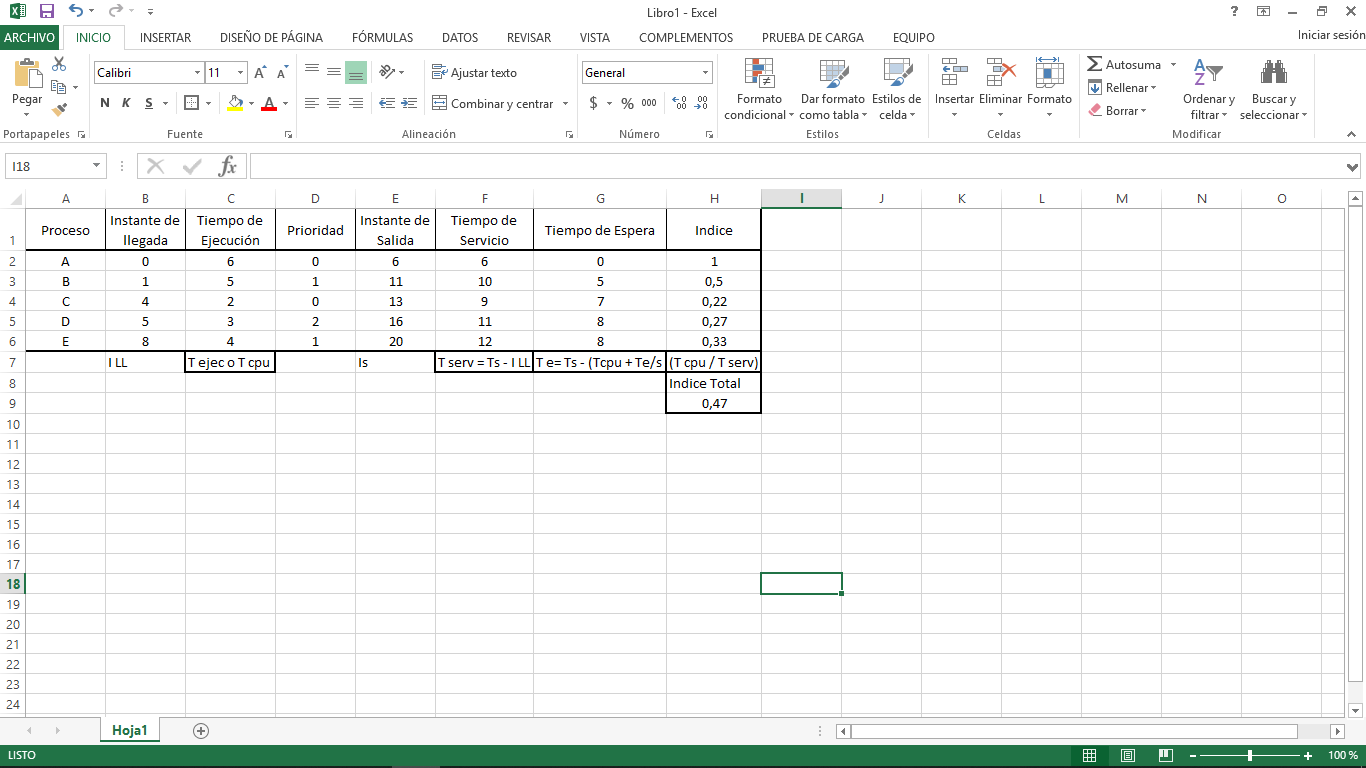 Libro1 - Excel
ARCHIVO INICIO INSERTAR DISEÑO DE PÁGINA FÓRMULAS DATOS REVISAR VISTA COMPLEMENTOS PRUEBA DE CARGA EQUIPO Iniciar sesión
Pegar
Calibri 11
N K S
Ajustar texto
Combinar y centrar
General
$ % 000
Formato condicional
Dar formato como tabla
Estilos de celda
Insertar Eliminar Formato
Autosuma
Rellenar
Borrar
Ordenar y filtrar
Buscar y seleccionar
Portapapeles Fuente Alineación Número Estilos Celdas Modificar
I18 fx
A B C D E F G H I J K L M N O
1 Proceso Instante de llegada Tiempo de Ejecución Prioridad Instante de Salida Tiempo de Servicio Tiempo de Espera Indice
2 A 0 6 0 6 6 0 1
3 B 1 5 1 11 10 5 0,5
4 C 4 2 0 13 9 7 0,22
5 D 5 3 2 16 11 8 0,27
6 E 8 4 1 20 12 8 0,33
7 I LL T ejec o T cpu Is T serv = Ts - I LL T e= Ts - (Tcpu + Te/s (T cpu / T serv)
8 Indice Total
9 0,47
10
11
12
13
14
15
16
17
18
19
20
21
22
23
24
Hoja1
LISTO 100 %